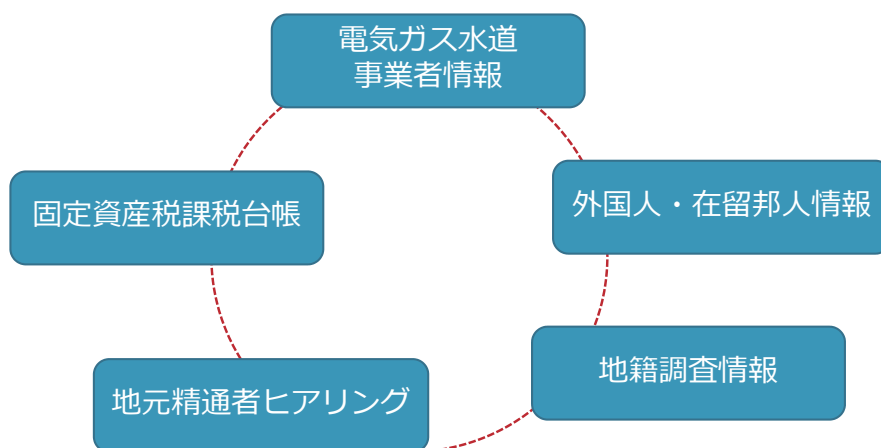 電気ガス水道
事業者情報
固定資産税課税台帳
外国人・在留邦人情報
地籍調査情報
地元精通者ヒアリング